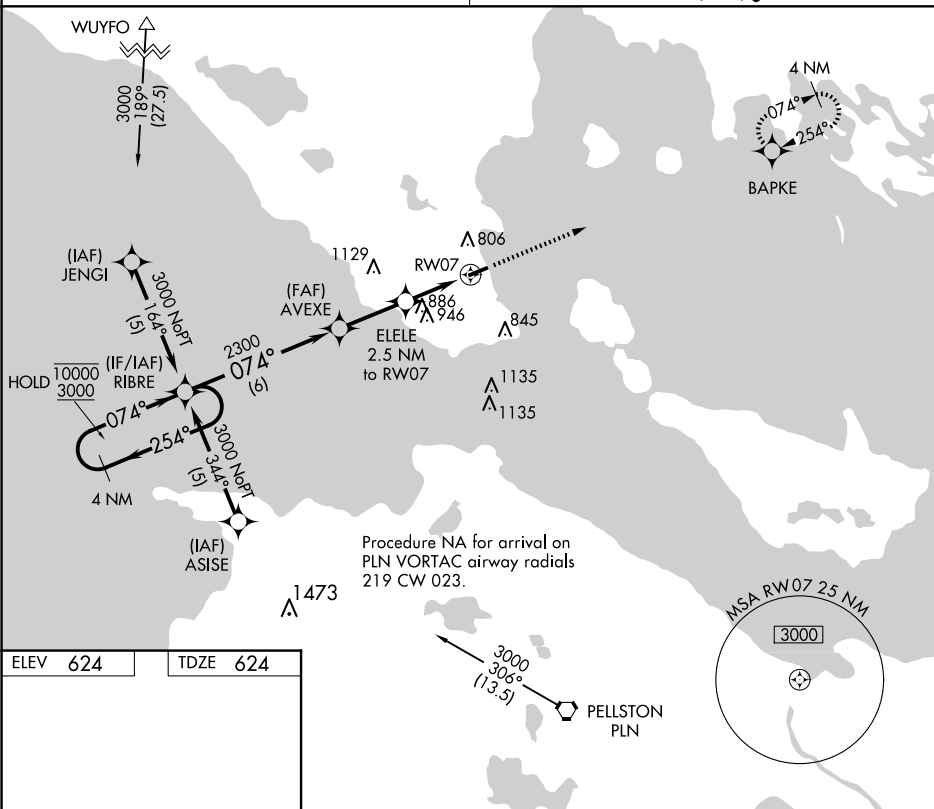 WUYFO
3000
189°
(27.5)
4 NM
074°
254°
BAPKE
(IAF)
JENGI
3000 NoPT
164°
(5)
1129
806
RW07
(FAF)
AVEXE
886
946
845
ELELE
2.5 NM
to RW07
2300
074°
(6)
HOLD
10000
3000
(IF/IAF)
RIBRE
074°
254°
4 NM
3000 NoPT
344°
(5)
1135
1135
(IAF)
ASISE
Procedure NA for arrival on
PLN VORTAC airway radials
219 CW 023.
1473
MSA RW07 25 NM
3000
ELEV 624
TDZE 624
3000
306°
(13.5)
PELLSTON
PLN